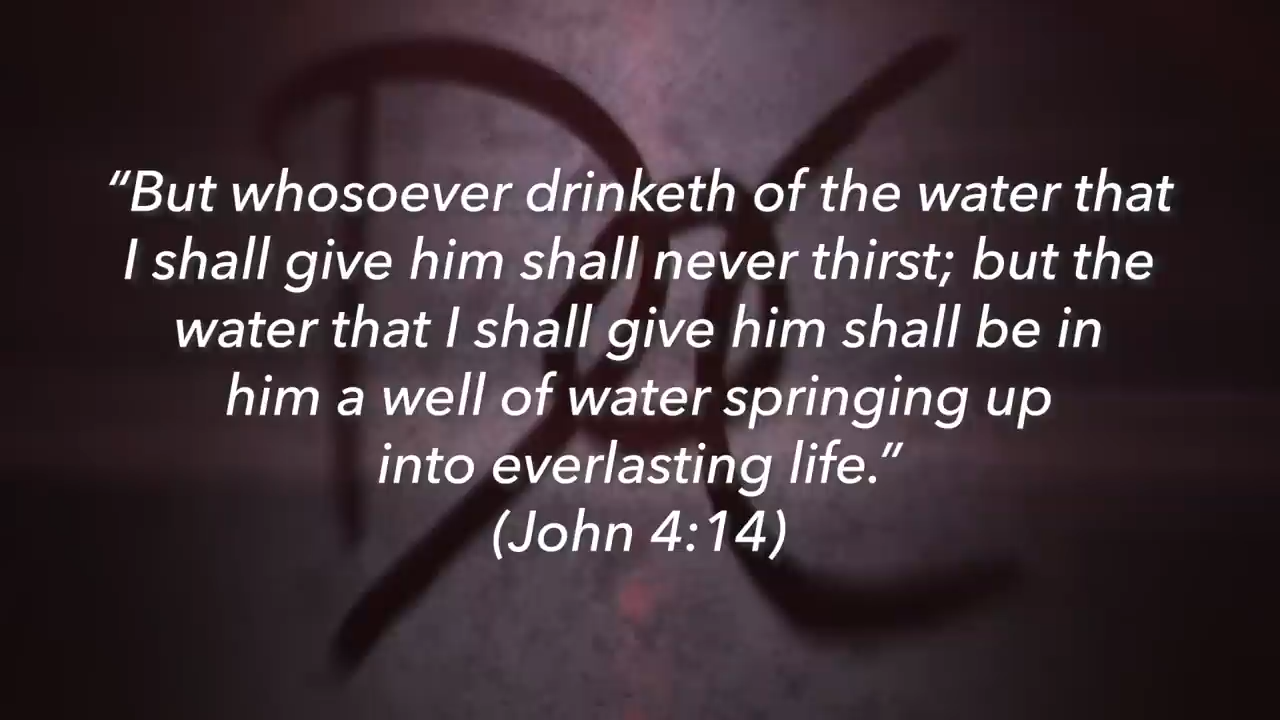 “But whosoever drinketh of the water that
I shall give him shall never thirst; but the
water that I shall give him shall be in
him a well of water springing up
into everlasting life.”
(John 4:14)